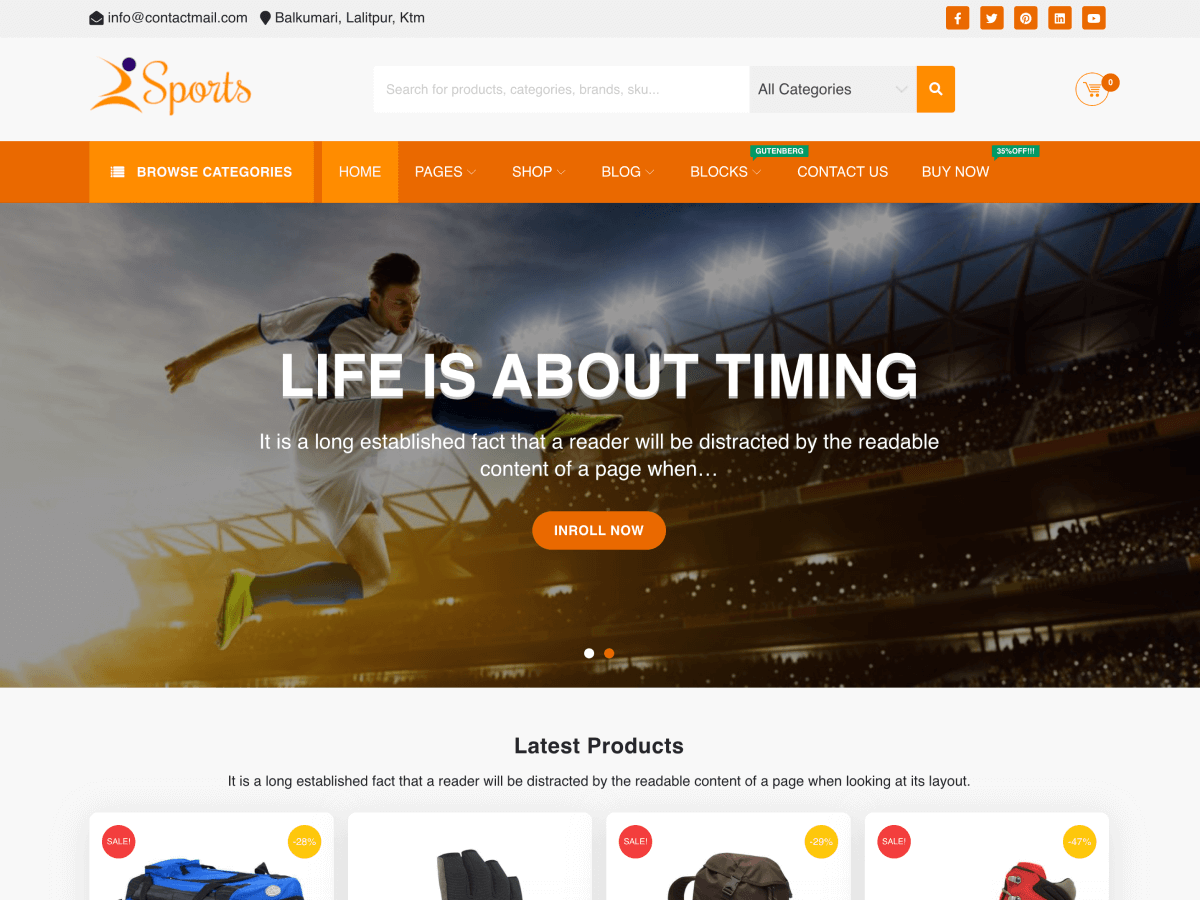 info@contactmail.com Balkumari, Lalitpur, Ktm
Sports
Search for products, categories, brands, sku...
All Categories
0
BROWSE CATEGORIES
HOME
PAGES
SHOP
BLOG
BLOCKS
GUTENBERG
CONTACT US
BUY NOW
35%OFF!!!
LIFE IS ABOUT TIMING
It is a long established fact that a reader will be distracted by the readable
content of a page when…
INROLL NOW
Latest Products
It is a long established fact that a reader will be distracted by the readable content of a page when looking at its layout.
SALE!
-28%
SALE!
-29%
SALE!
-47%